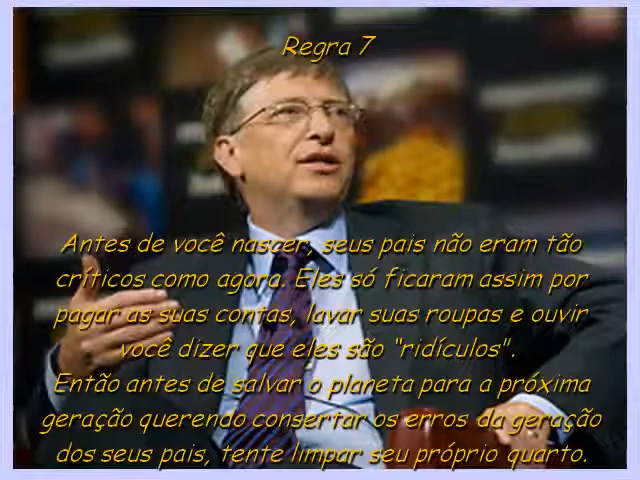 Regra 7
Antes de você nascer, seus pais não eram tão
críticos como agora. Eles só ficaram assim por
pagar as suas contas, lavar suas roupas e ouvir
você dizer que eles são "ridículos".
Então antes de salvar o planeta para a próxima
geração querendo consertar os erros da geração
dos seus pais, tente limpar seu próprio quarto.